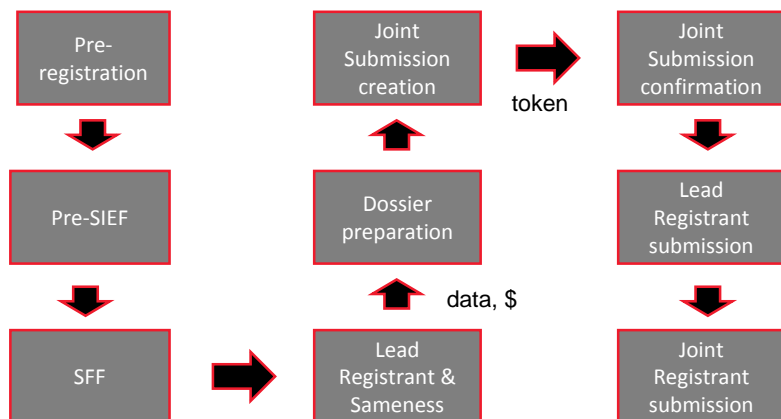 Pre-
registration
Pre-SIEF
SFF
Lead
Registrant &
Sameness
data, $
Dossier
preparation
Joint
Submission
creation
token
Joint
Submission
confirmation
Lead
Registrant
submission
Joint
Registrant
submission